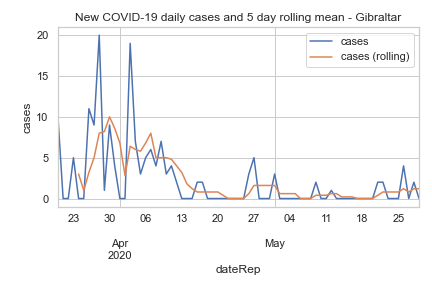 New COVID-19 daily cases and 5 day rolling mean - Gibraltar
cases
cases (rolling)
cases
20
15
10
5
0
23
30
06
13
20
27
04
11
18
25
Apr
2020
May
dateRep